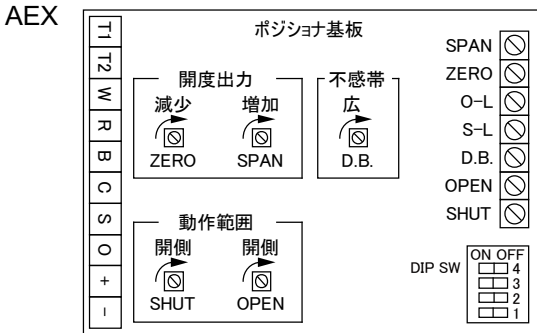 AEX
ポジショナ基板
T1
T2
W
R
B
C
S
O
+
-
開度出力
減少 増加
ZERO SPAN
不感帯
広
D.B.
動作範囲
開側 開側
SHUT OPEN
SPAN
ZERO
O-L
S-L
D.B.
OPEN
SHUT
DIP SW
ON OFF
4
3
2
1